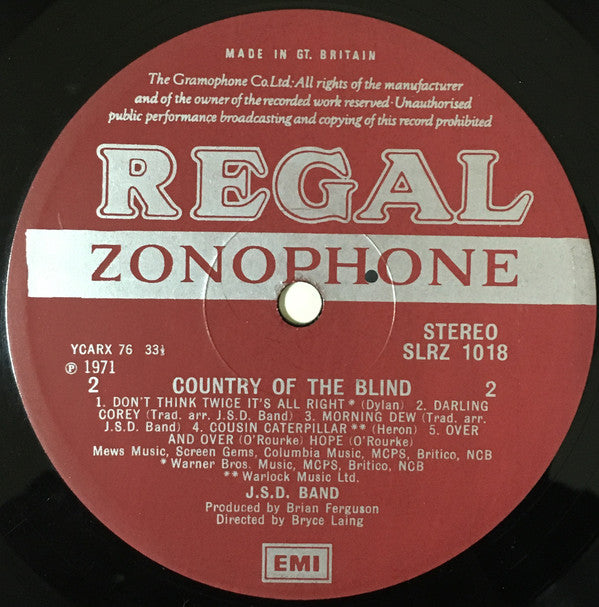 MADE IN GT. BRITAIN
The Gramophone Co.Ltd·All rights of the manufacturer
and of the owner of the recorded work reserved·Unauthorised
public performance broadcasting and copying of this record prohibited
REGAL
ZONOPHONE
YCARX 76 33⅓
℗ 1971
STEREO
SLRZ 1018
2 COUNTRY OF THE BLIND 2
1. DON'T THINK TWICE IT'S ALL RIGHT * (Dylan) 2. DARLING
COREY (Trad. arr. J.S.D. Band) 3. MORNING DEW (Trad. arr.
J.S.D. Band) 4. COUSIN CATERPILLAR ** (Heron) 5. OVER
AND OVER (O'Rourke) HOPE (O'Rourke)
Mews Music, Screen Gems, Columbia Music, MCPS, Britico, NCB
* Warner Bros. Music, MCPS, Britico, NCB
** Warlock Music Ltd.
J.S.D. BAND
Produced by Brian Ferguson
Directed by Bryce Laing
EMI